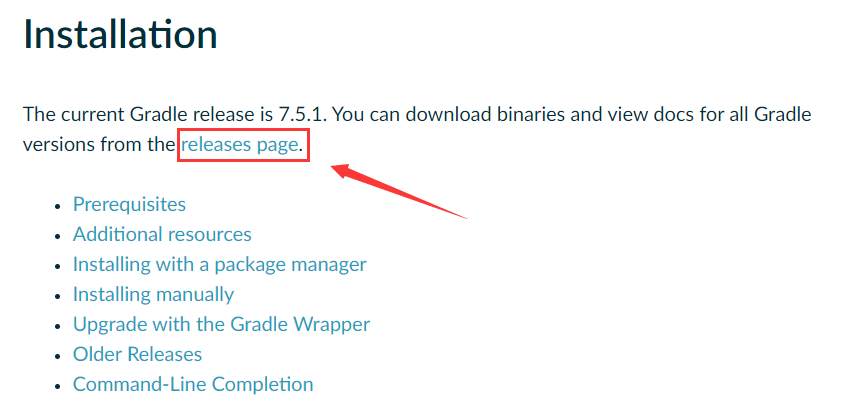 Installation
The current Gradle release is 7.5.1. You can download binaries and view docs for all Gradle
versions from the releases page.
Prerequisites
Additional resources
Installing with a package manager
Installing manually
Upgrade with the Gradle Wrapper
Older Releases
Command-Line Completion